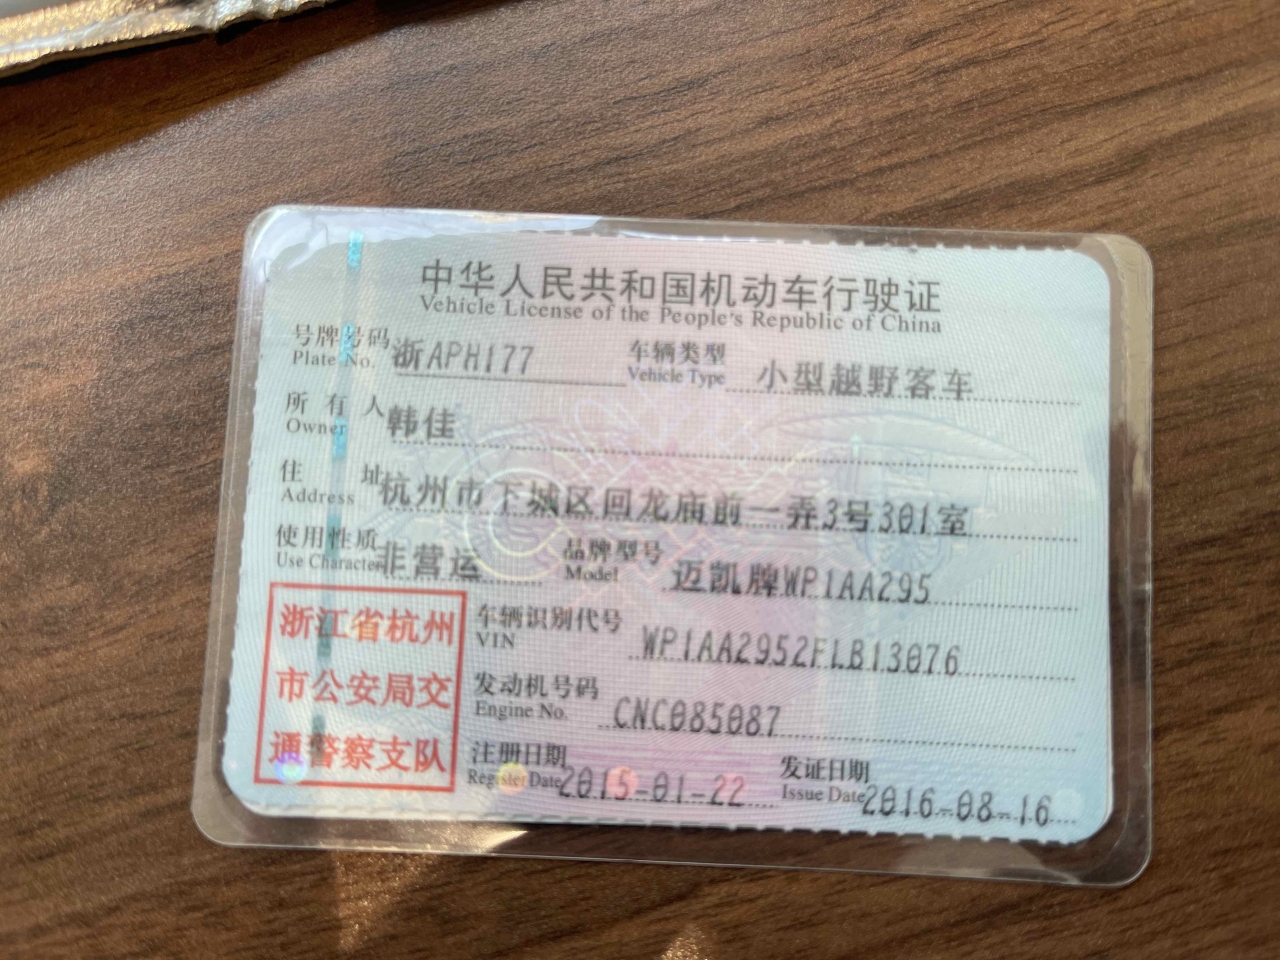 中华人民共和国机动车行驶证
Vehicle License of the People's Republic of China
号牌号码 浙APH177 车辆类型 小型越野客车
Plate No. Vehicle Type
所有人 韩佳
Owner
住址 杭州市下城区回龙庙前一弄3号301室
Address
使用性质 非营运 品牌型号 迈凯牌WP1AA295
Use Character Model
浙江省杭州
市公安局交
通警察支队
车辆识别代号 WP1AA2952FLB13076
VIN
发动机号码 CNC085087
Engine No.
注册日期 2015-01-22 发证日期 2016-08-16
Register Date Issue Date